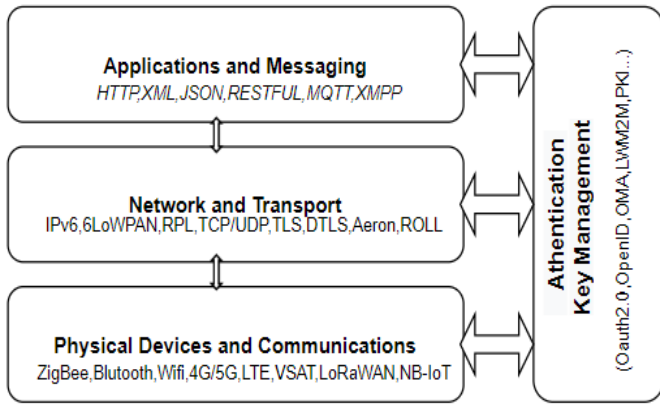 Applications and Messaging
HTTP,XML,JSON,RESTFUL,MQTT,XMPP
Network and Transport
IPv6,6LoWPAN,RPL,TCP/UDP,TLS,DTLS,Aeron,ROLL
Physical Devices and Communications
ZigBee,Blutooth,Wifi,4G/5G,LTE,VSAT,LoRaWAN,NB-IoT
Athentication
Key Management
(Oauth2.0,OpenID,OMA,LWM2M,PKI...)